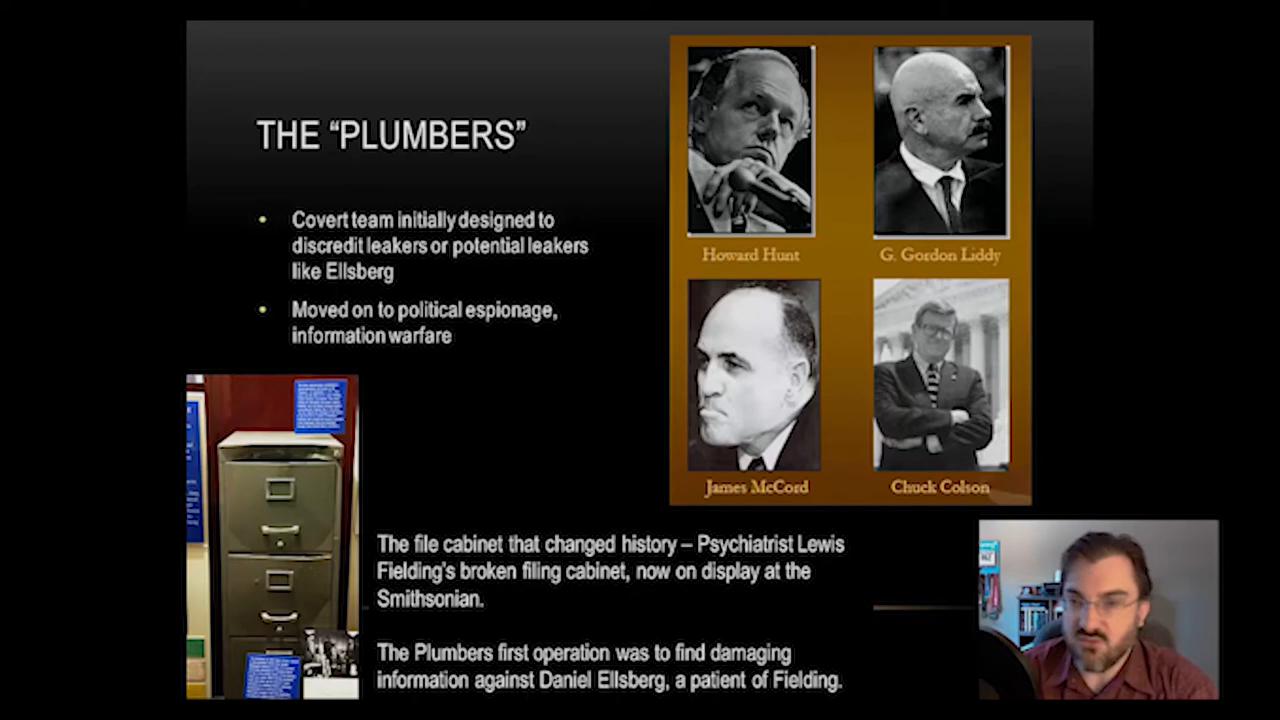 THE “PLUMBERS”
Covert team initially designed to
discredit leakers or potential leakers
like Ellsberg
Moved on to political espionage,
information warfare
Howard Hunt
G. Gordon Liddy
James McCord
Chuck Colson
The file cabinet that changed history – Psychiatrist Lewis
Fielding's broken filing cabinet, now on display at the
Smithsonian.
The Plumbers first operation was to find damaging
information against Daniel Ellsberg, a patient of Fielding.